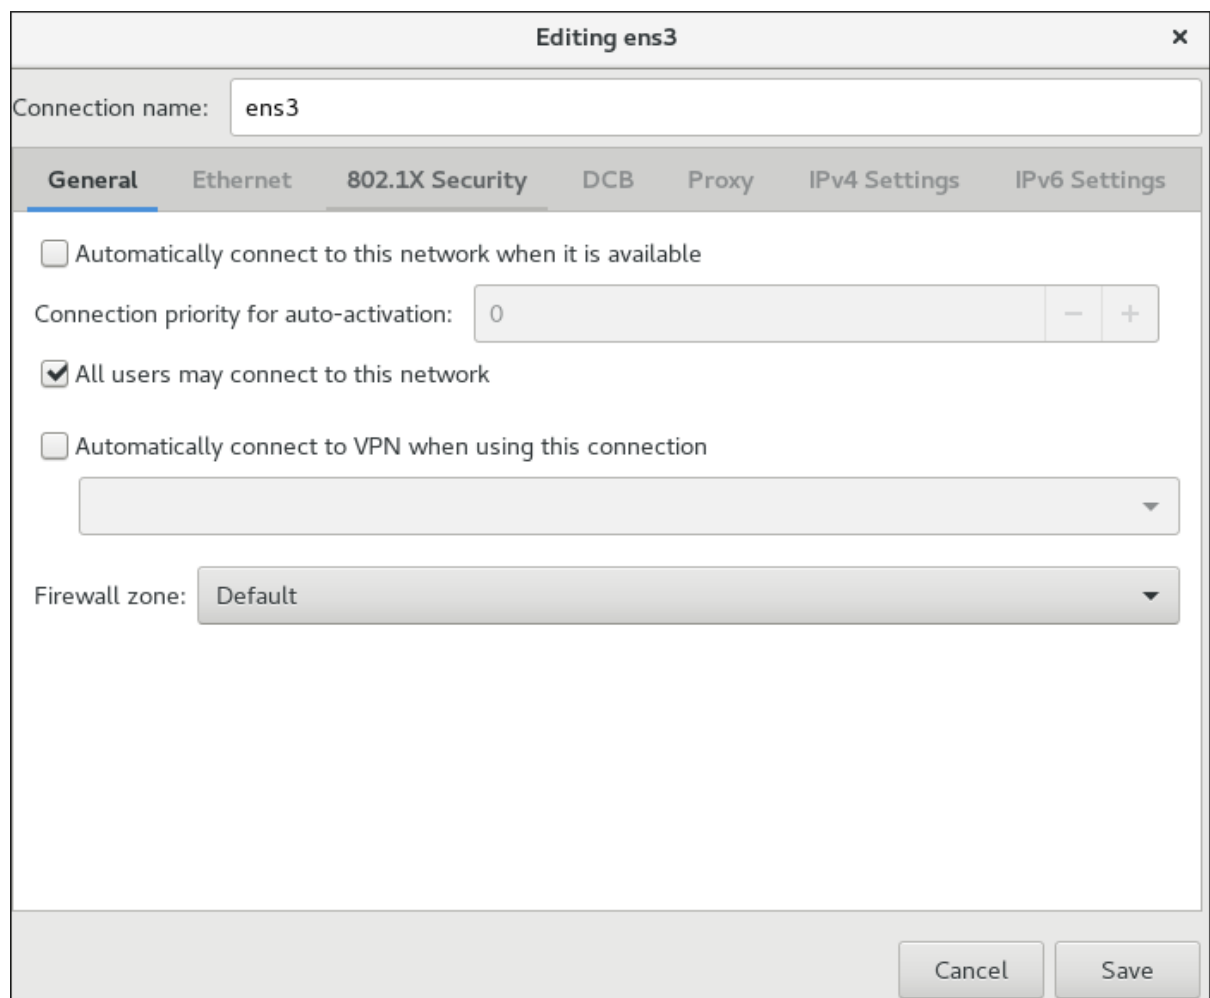 Editing ens3
Connection name: ens3
General Ethernet 802.1X Security DCB Proxy IPv4 Settings IPv6 Settings
Automatically connect to this network when it is available
Connection priority for auto-activation: 0
All users may connect to this network
Automatically connect to VPN when using this connection
Firewall zone: Default
Cancel Save